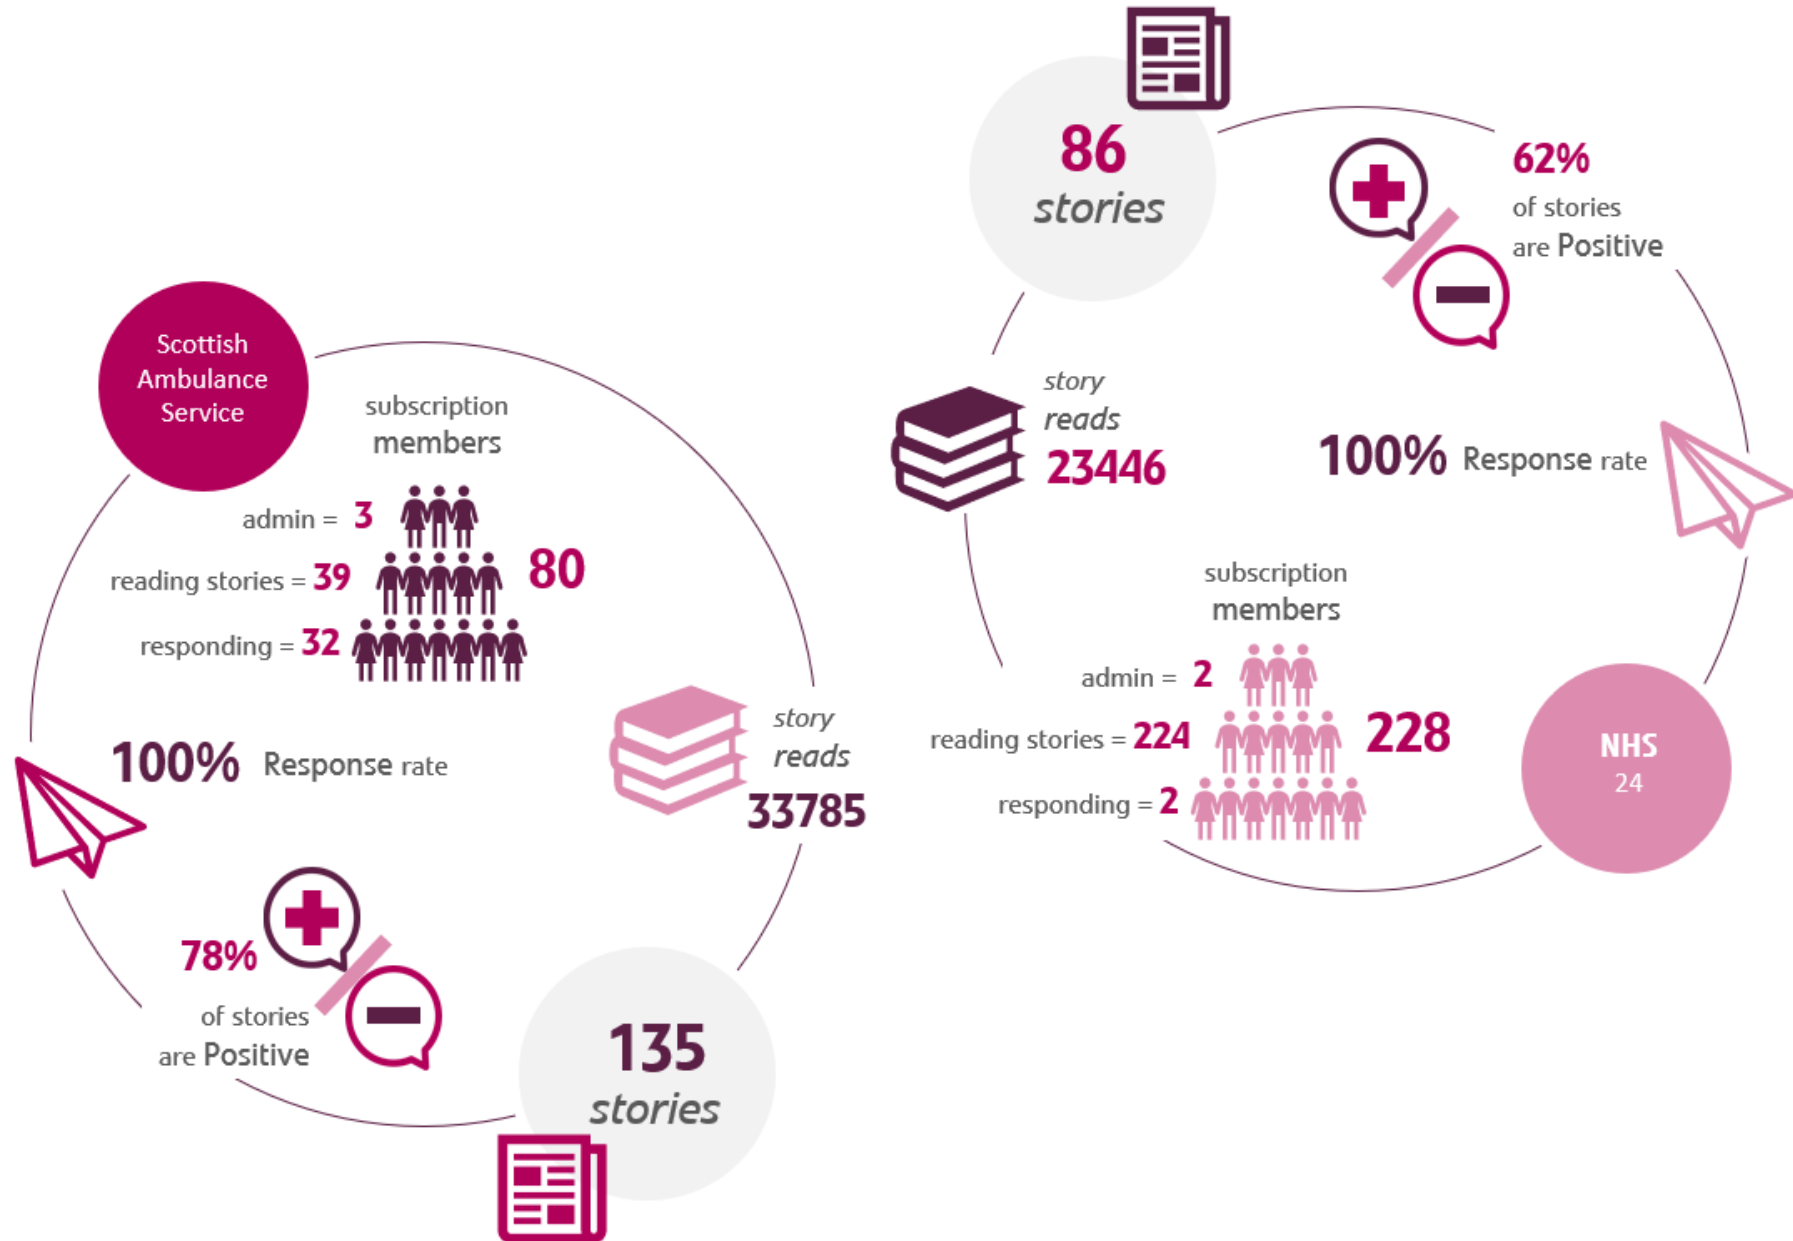 Scottish
Ambulance
Service
subscription
members
admin = 3
reading stories = 39
80
responding = 32
100% Response rate
story
reads
33785
78%
of stories
are Positive
135
stories
86
stories
62%
of stories
are Positive
story
reads
23446
100% Response rate
subscription
members
admin = 2
reading stories = 224
228
responding = 2
NHS
24